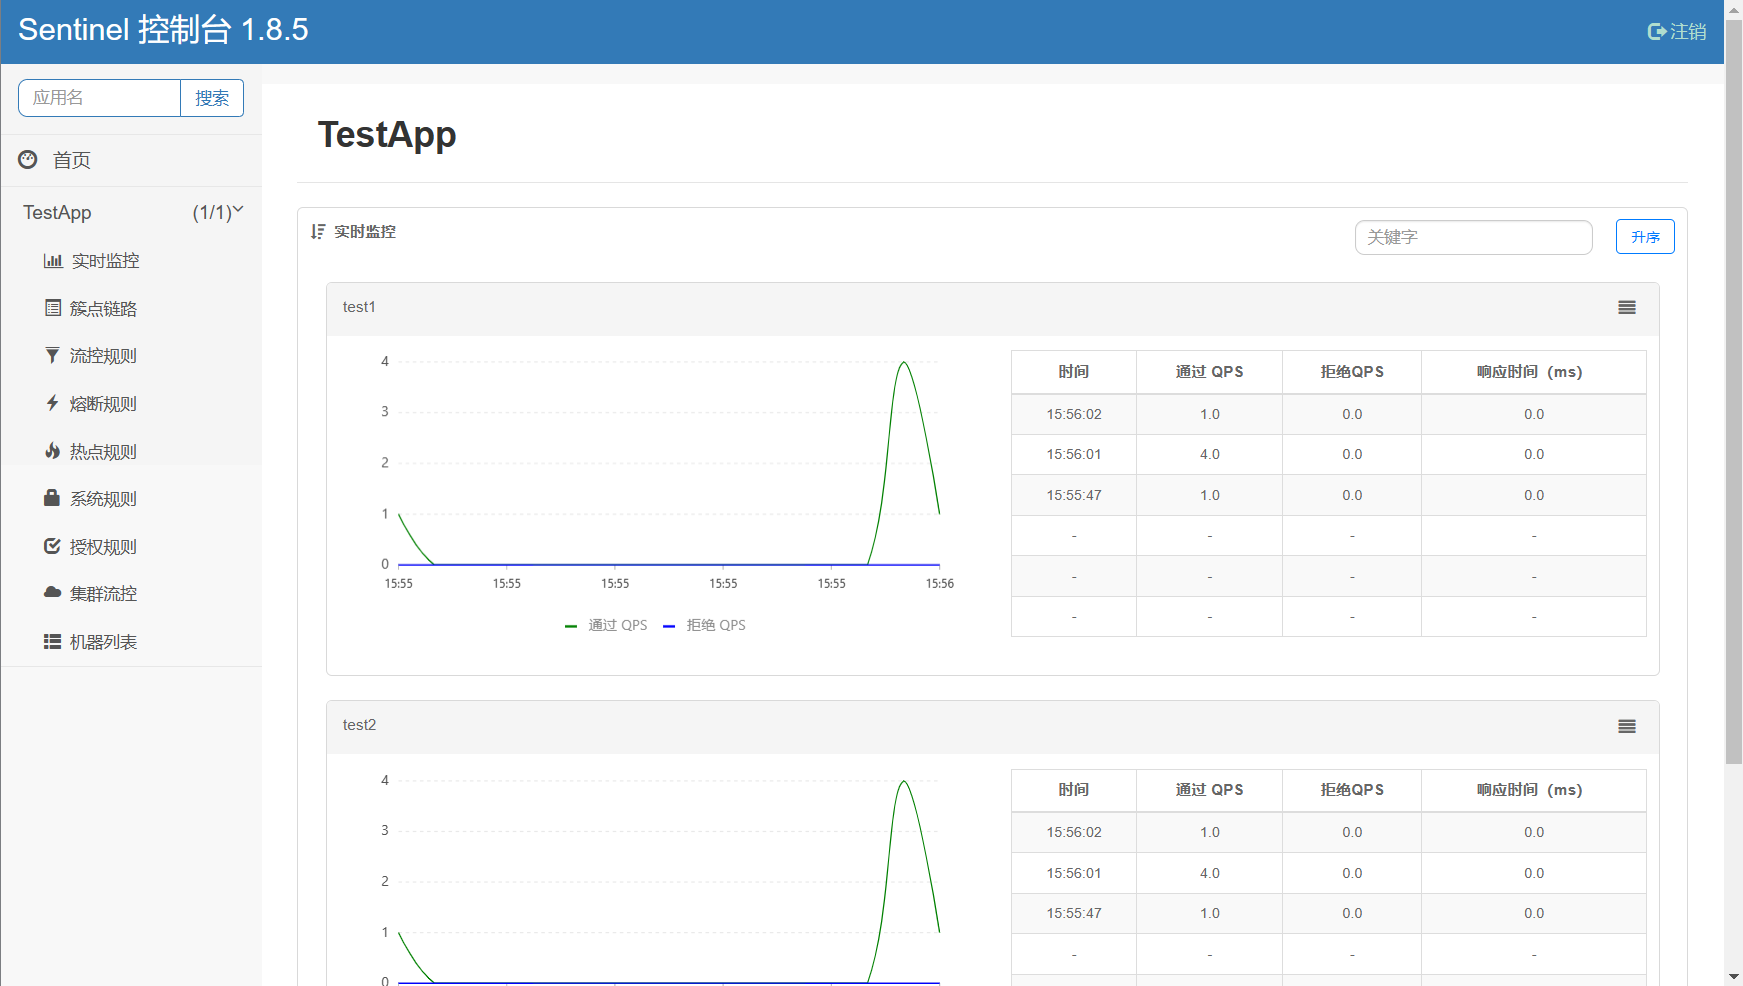 Sentinel 控制台 1.8.5
注销
应用名 搜索
首页
TestApp (1/1)
实时监控
簇点链路
流控规则
熔断规则
热点规则
系统规则
授权规则
集群流控
机器列表
TestApp
实时监控
关键字 升序
test1
4
3
2
1
0
15:55 15:55 15:55 15:55 15:55 15:56
通过 QPS 拒绝 QPS
时间 通过 QPS 拒绝QPS 响应时间（ms）
15:56:02 1.0 0.0 0.0
15:56:01 4.0 0.0 0.0
15:55:47 1.0 0.0 0.0
- - - -
- - - -
- - - -
test2
4
3
2
1
0
时间 通过 QPS 拒绝QPS 响应时间（ms）
15:56:02 1.0 0.0 0.0
15:56:01 4.0 0.0 0.0
15:55:47 1.0 0.0 0.0
- - - -